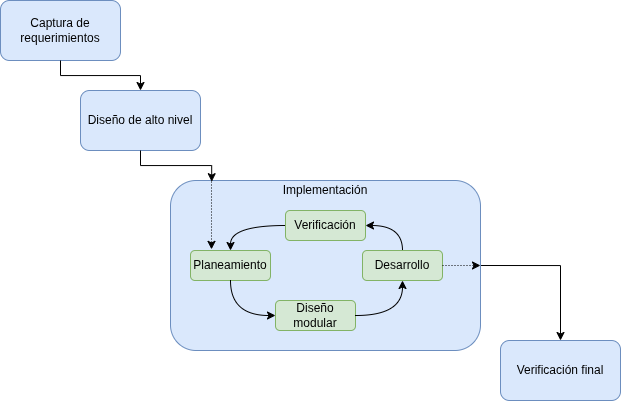 Captura de
requerimientos
Diseño de alto nivel
Implementación
Verificación
Planeamiento
Desarrollo
Diseño
modular
Verificación final